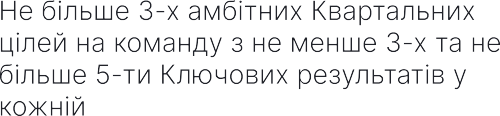 Не більше 3-х амбітних Квартальних
цілей на команду з не менше 3-х та не
більше 5-ти Ключових результатів у
кожній